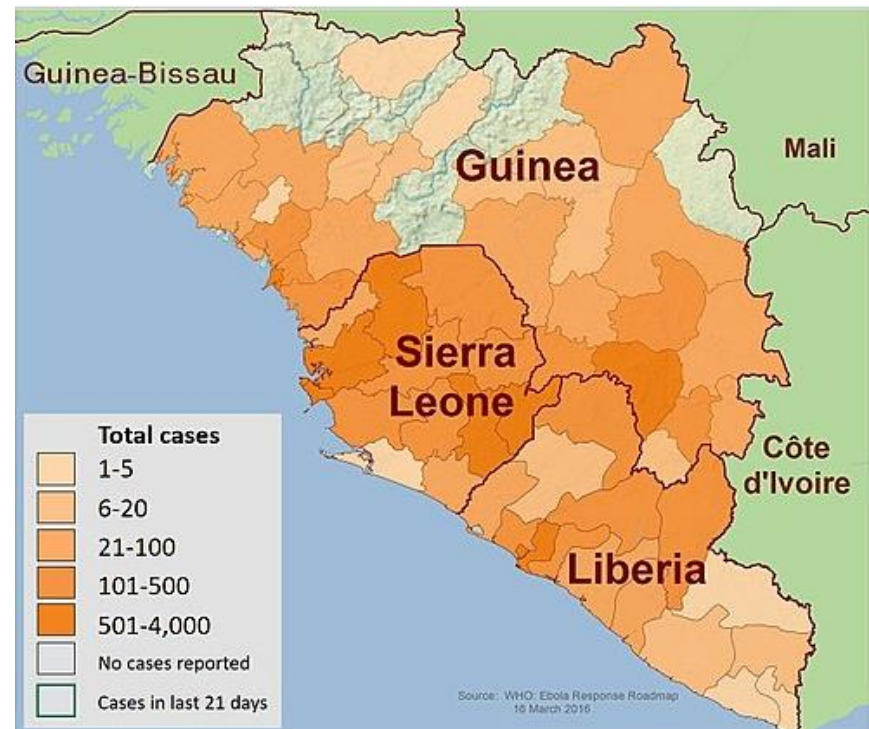 Guinea-Bissau
Guinea
Mali
Sierra
Leone
Côte
d'Ivoire
Liberia
Total cases
1-5
6-20
21-100
101-500
501-4,000
No cases reported
Cases in last 21 days
Source: WHO: Ebola Response Roadmap
16 March 2016